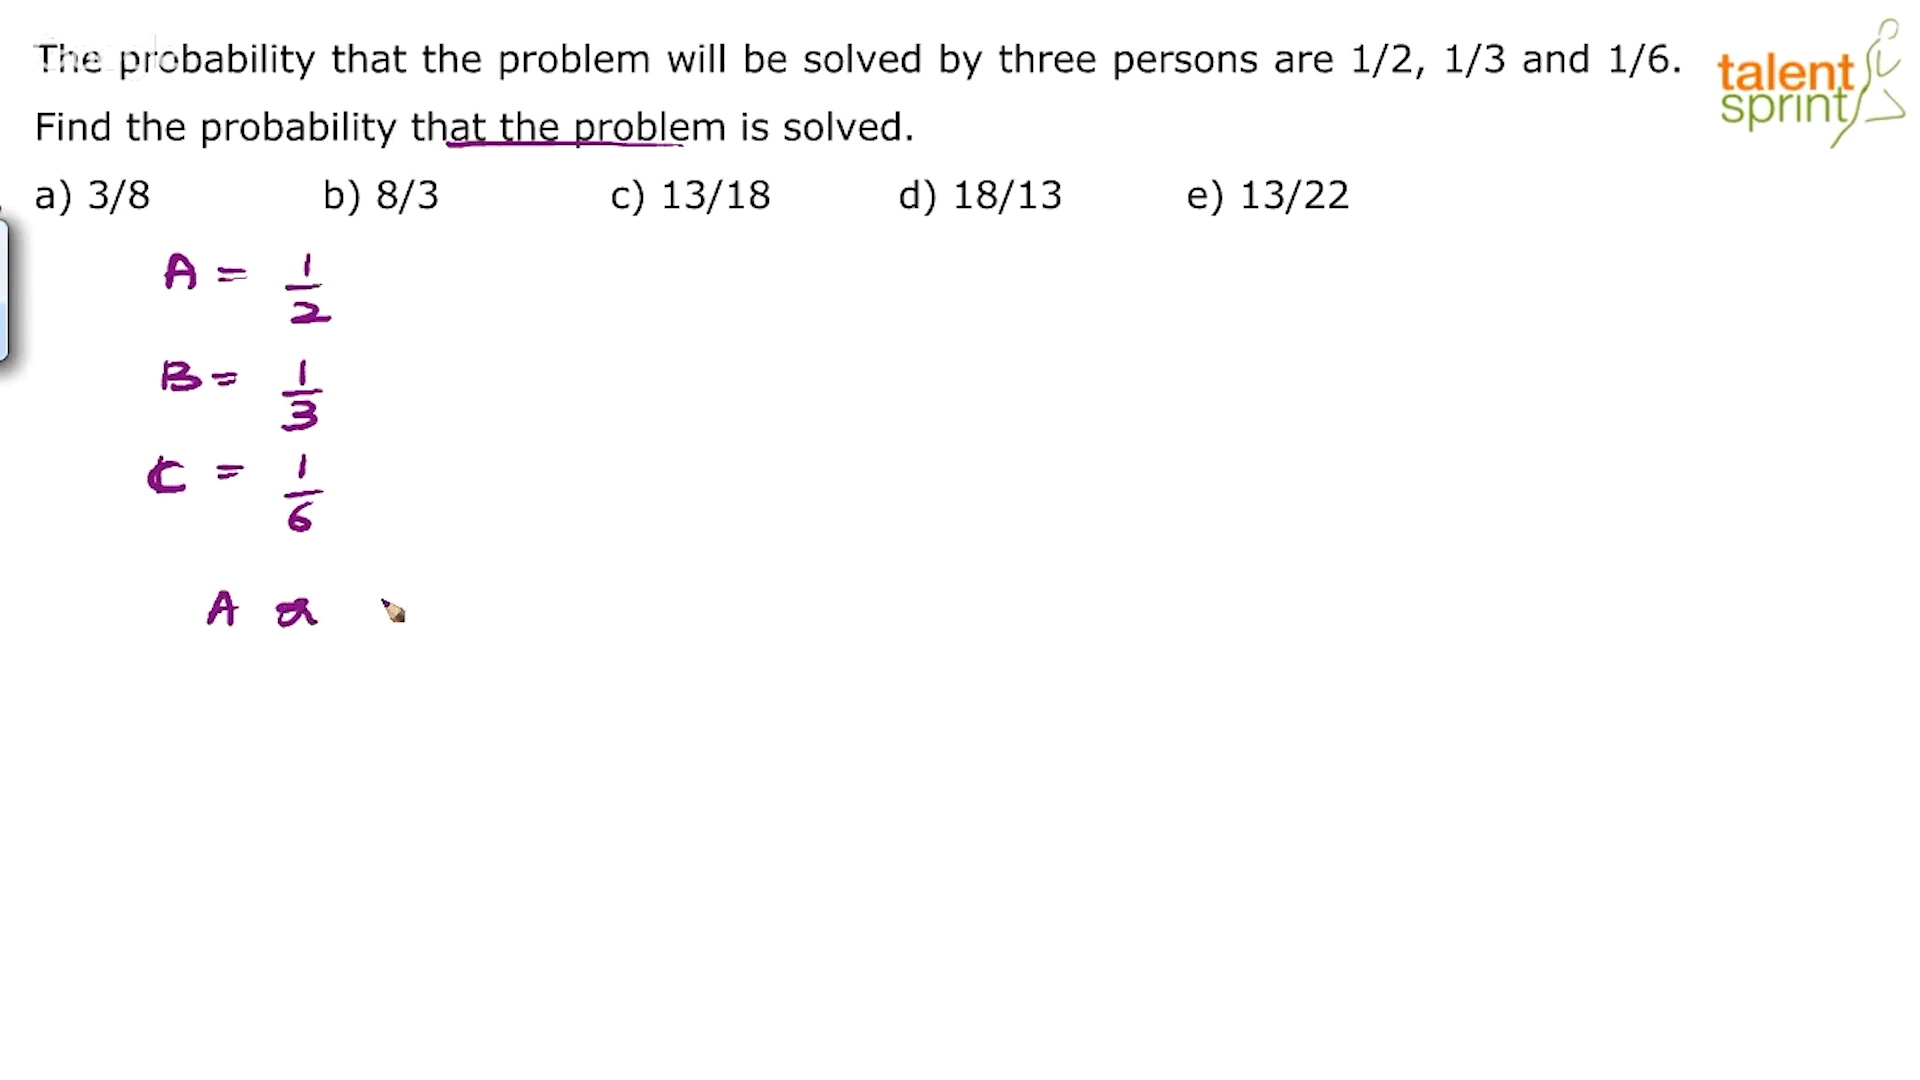 The probability that the problem will be solved by three persons are 1/2, 1/3 and 1/6.
Find the probability that the problem is solved.
talent
sprint
a) 3/8 b) 8/3 c) 13/18 d) 18/13 e) 13/22
A = 1/2
B = 1/3
C = 1/6
A or